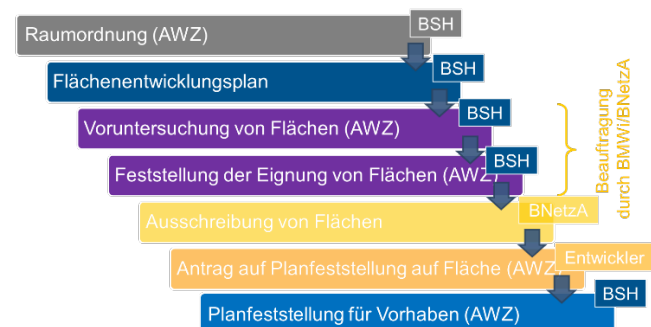 Raumordnung (AWZ)
BSH
Flächenentwicklungsplan
BSH
Voruntersuchung von Flächen (AWZ)
BSH
Feststellung der Eignung von Flächen (AWZ)
BSH
Beauftragung
durch BMWi/BNetzA
Ausschreibung von Flächen
BNetzA
Antrag auf Planfeststellung auf Fläche (AWZ)
Entwickler
Planfeststellung für Vorhaben (AWZ)
BSH